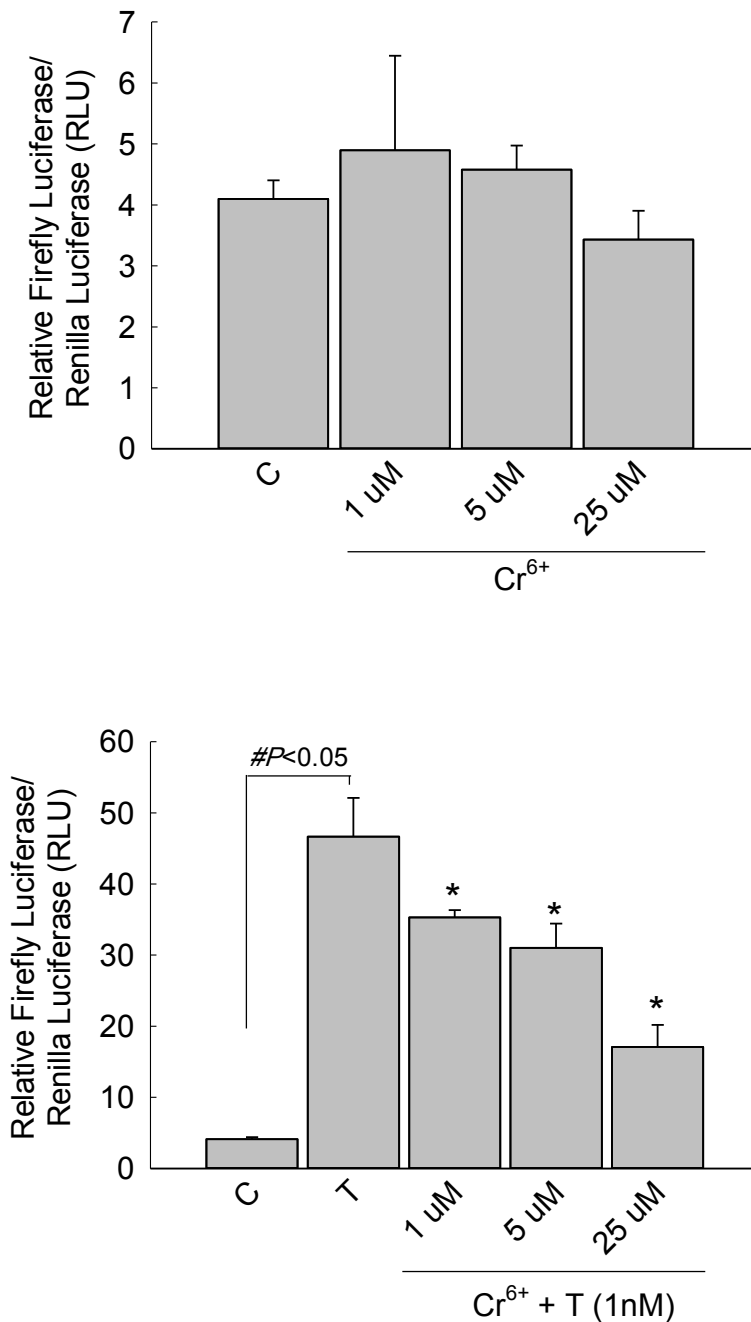 Relative Firefly Luciferase/
Renilla Luciferase (RLU)
7
6
5
4
3
2
1
0
C
1 uM
5 uM
25 uM
Cr⁶⁺
Relative Firefly Luciferase/
Renilla Luciferase (RLU)
60
50
40
30
20
10
0
#P<0.05
*
*
*
C
T
1 uM
5 uM
25 uM
Cr⁶⁺ + T (1nM)